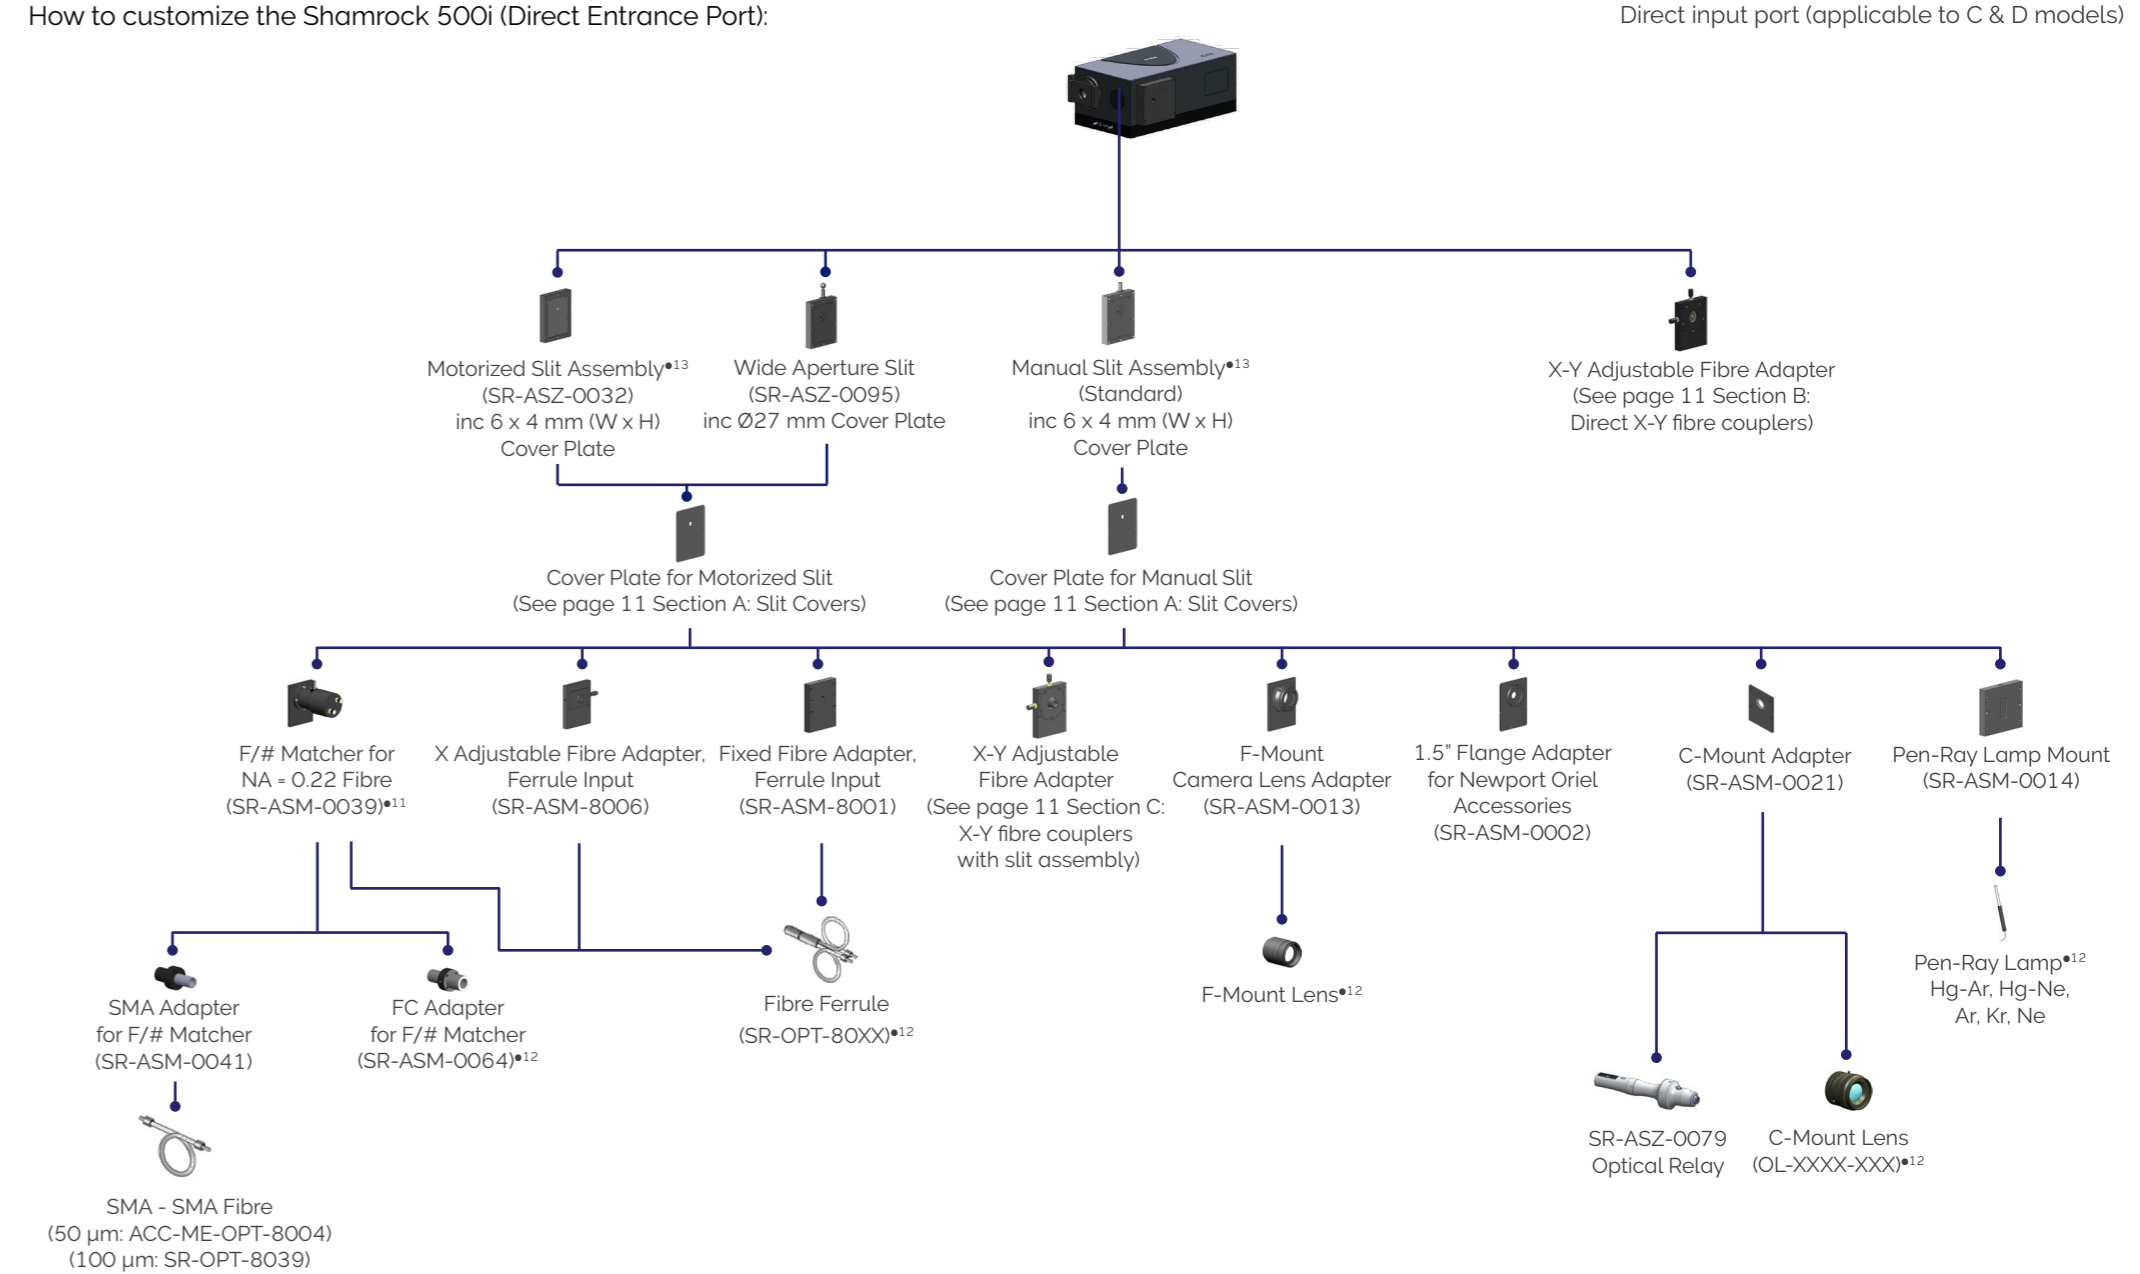 How to customize the Shamrock 500i (Direct Entrance Port):
Direct input port (applicable to C & D models)
Motorized Slit Assembly•13
(SR-ASZ-0032)
inc 6 x 4 mm (W x H)
Cover Plate
Wide Aperture Slit
(SR-ASZ-0095)
inc Ø27 mm Cover Plate
Manual Slit Assembly•13
(Standard)
inc 6 x 4 mm (W x H)
Cover Plate
X-Y Adjustable Fibre Adapter
(See page 11 Section B:
Direct X-Y fibre couplers)
Cover Plate for Motorized Slit
(See page 11 Section A: Slit Covers)
Cover Plate for Manual Slit
(See page 11 Section A: Slit Covers)
F/# Matcher for
NA = 0.22 Fibre
(SR-ASM-0039)•11
X Adjustable Fibre Adapter,
Ferrule Input
(SR-ASM-8006)
Fixed Fibre Adapter,
Ferrule Input
(SR-ASM-8001)
X-Y Adjustable
Fibre Adapter
(See page 11 Section C:
X-Y fibre couplers
with slit assembly)
F-Mount
Camera Lens Adapter
(SR-ASM-0013)
1.5" Flange Adapter
for Newport Oriel
Accessories
(SR-ASM-0002)
C-Mount Adapter
(SR-ASM-0021)
Pen-Ray Lamp Mount
(SR-ASM-0014)
SMA Adapter
for F/# Matcher
(SR-ASM-0041)
FC Adapter
for F/# Matcher
(SR-ASM-0064)•12
Fibre Ferrule
(SR-OPT-80XX)•12
F-Mount Lens•12
Pen-Ray Lamp•12
Hg-Ar, Hg-Ne,
Ar, Kr, Ne
SR-ASZ-0079
Optical Relay
C-Mount Lens
(OL-XXXX-XXX)•12
SMA - SMA Fibre
(50 µm: ACC-ME-OPT-8004)
(100 µm: SR-OPT-8039)